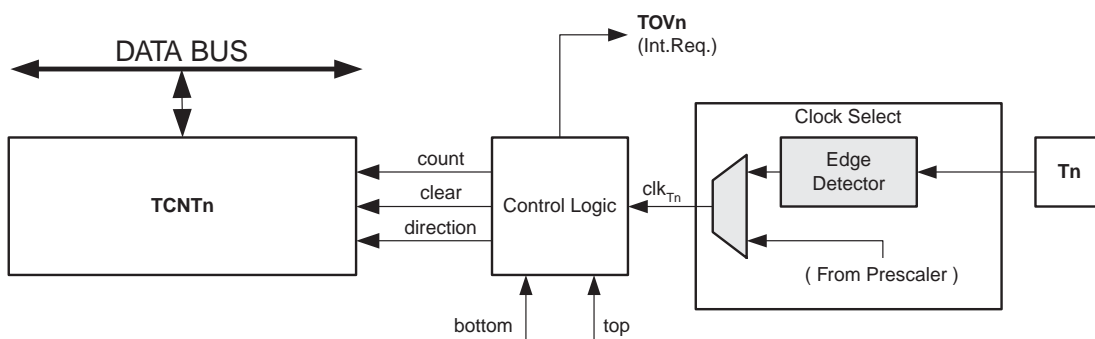 TOVn
(Int.Req.)
DATA BUS
Clock Select
TCNTn
count
clear
direction
Control Logic
clkTn
Edge
Detector
Tn
( From Prescaler )
bottom
top